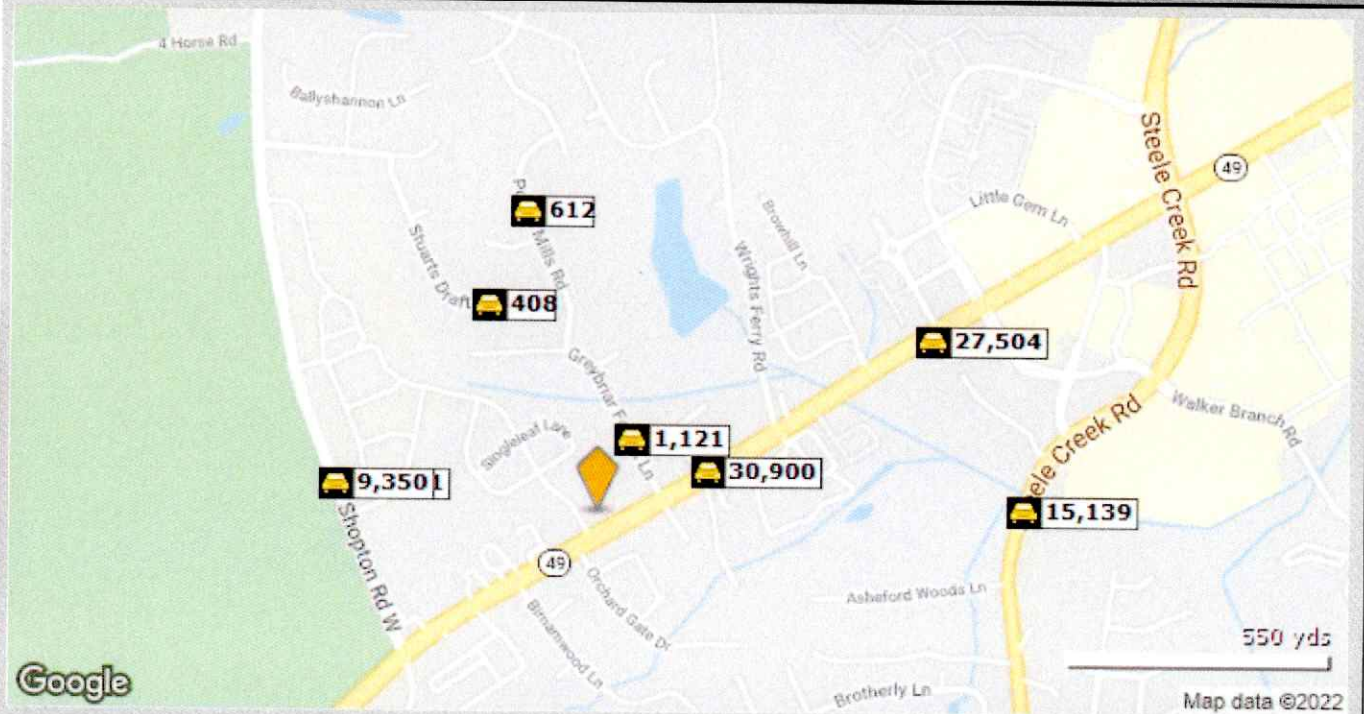 4 Horse Rd
Ballyshannon Ln
Steele Creek Rd
49
Little Gem Ln
612
Mills Rd
Browhill Ln
Stuarts Draft
408
Wrights Ferry Rd
27,504
Greybriar F
Ln
Walker Branch Rd
Singleleaf Lane
1,121
30,900
ele Creek Rd
9,350
15,139
Shopton Rd W
49
Orchard Gate Dr
Asheford Woods Ln
Birnamwood Ln
550 yds
Brotherly Ln
Google
Map data ©2022